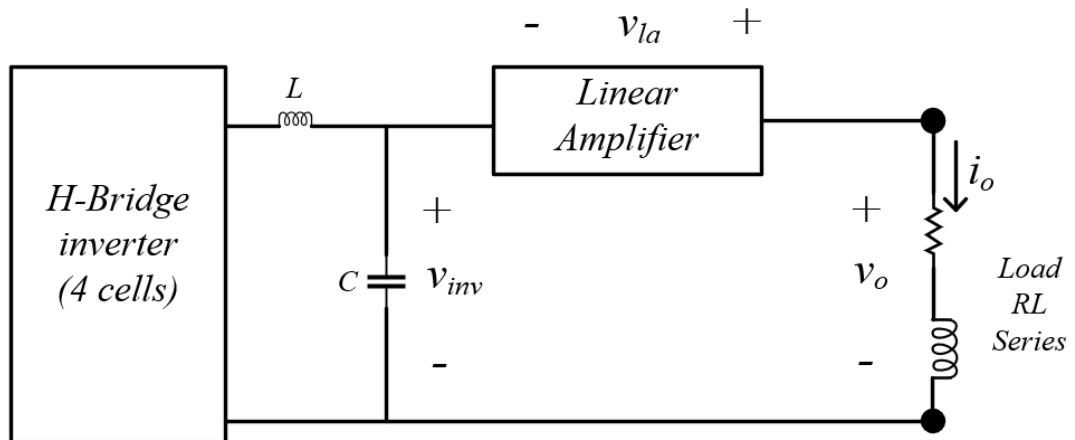 - v_la +
L
Linear
Amplifier
H-Bridge
inverter
(4 cells)
i_o
+
v_inv
-
C
+
v_o
-
Load
RL
Series